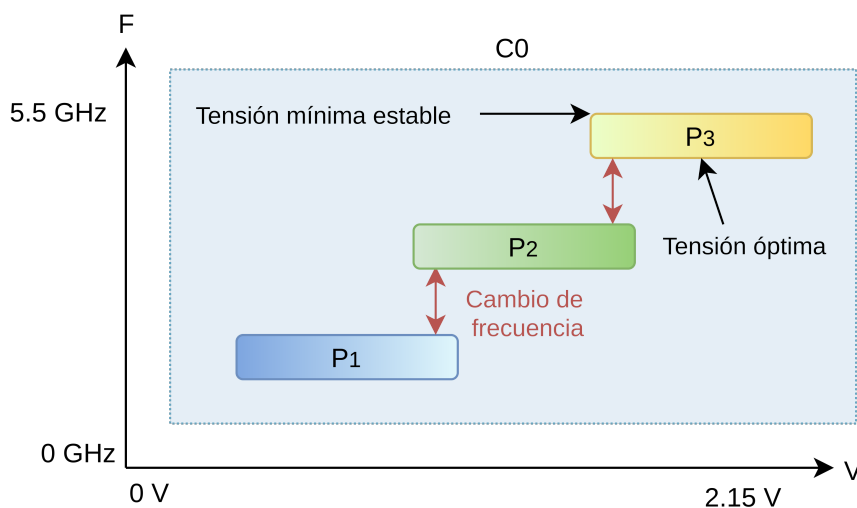 F
C0
5.5 GHz
Tensión mínima estable
P3
P2
Tensión óptima
Cambio de
frecuencia
P1
0 GHz
V
0 V
2.15 V